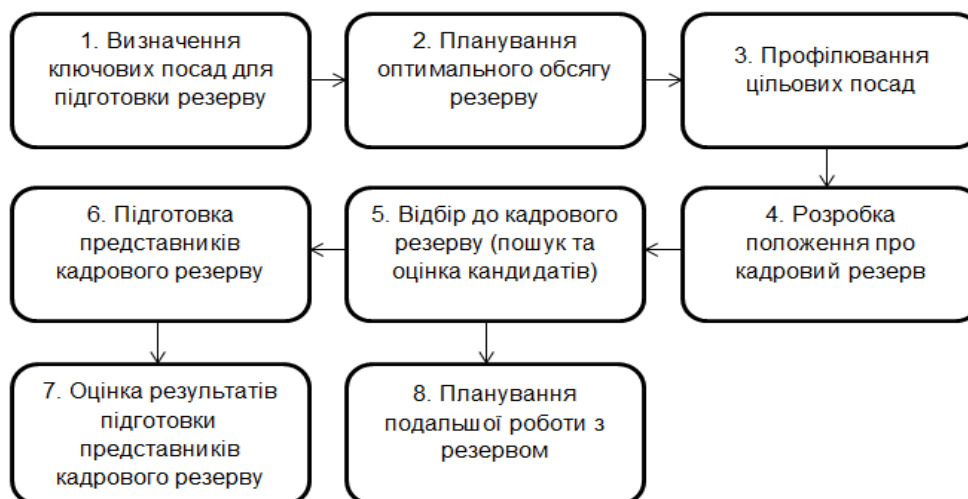 1. Визначення
ключових посад для
підготовки резерву
2. Планування
оптимального обсягу
резерву
3. Профілювання
цільових посад
4. Розробка
положення про
кадровий резерв
5. Відбір до кадрового
резерву (пошук та
оцінка кандидатів)
6. Підготовка
представників
кадрового резерву
7. Оцінка результатів
підготовки
представників
кадрового резерву
8. Планування
подальшої роботи з
резервом